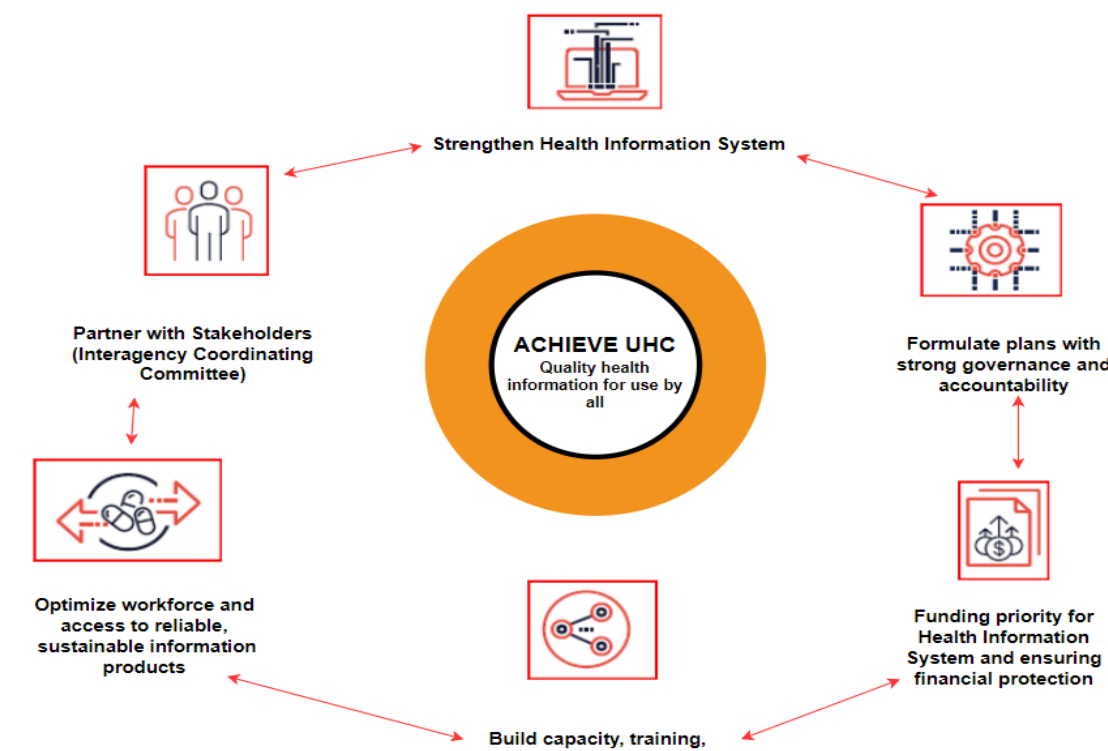 Strengthen Health Information System
Partner with Stakeholders
(Interagency Coordinating
Committee)
ACHIEVE UHC
Quality health
information for use by
all
Formulate plans with
strong governance and
accountability
Optimize workforce and
access to reliable,
sustainable information
products
Funding priority for
Health Information
System and ensuring
financial protection
Build capacity, training,
$